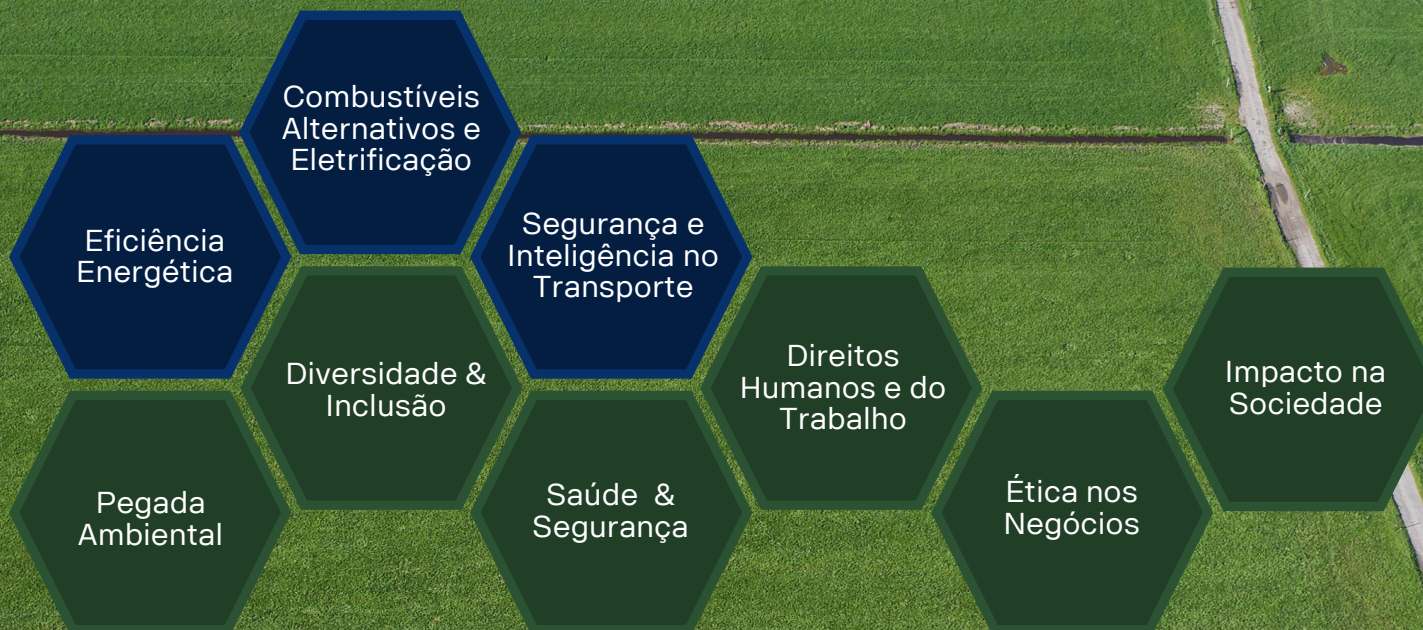 Combustíveis
Alternativos e
Eletrificação
Eficiência
Energética
Segurança e
Inteligência no
Transporte
Diversidade &
Inclusão
Direitos
Humanos e do
Trabalho
Impacto na
Sociedade
Pegada
Ambiental
Saúde  &
Segurança
Ética nos
Negócios